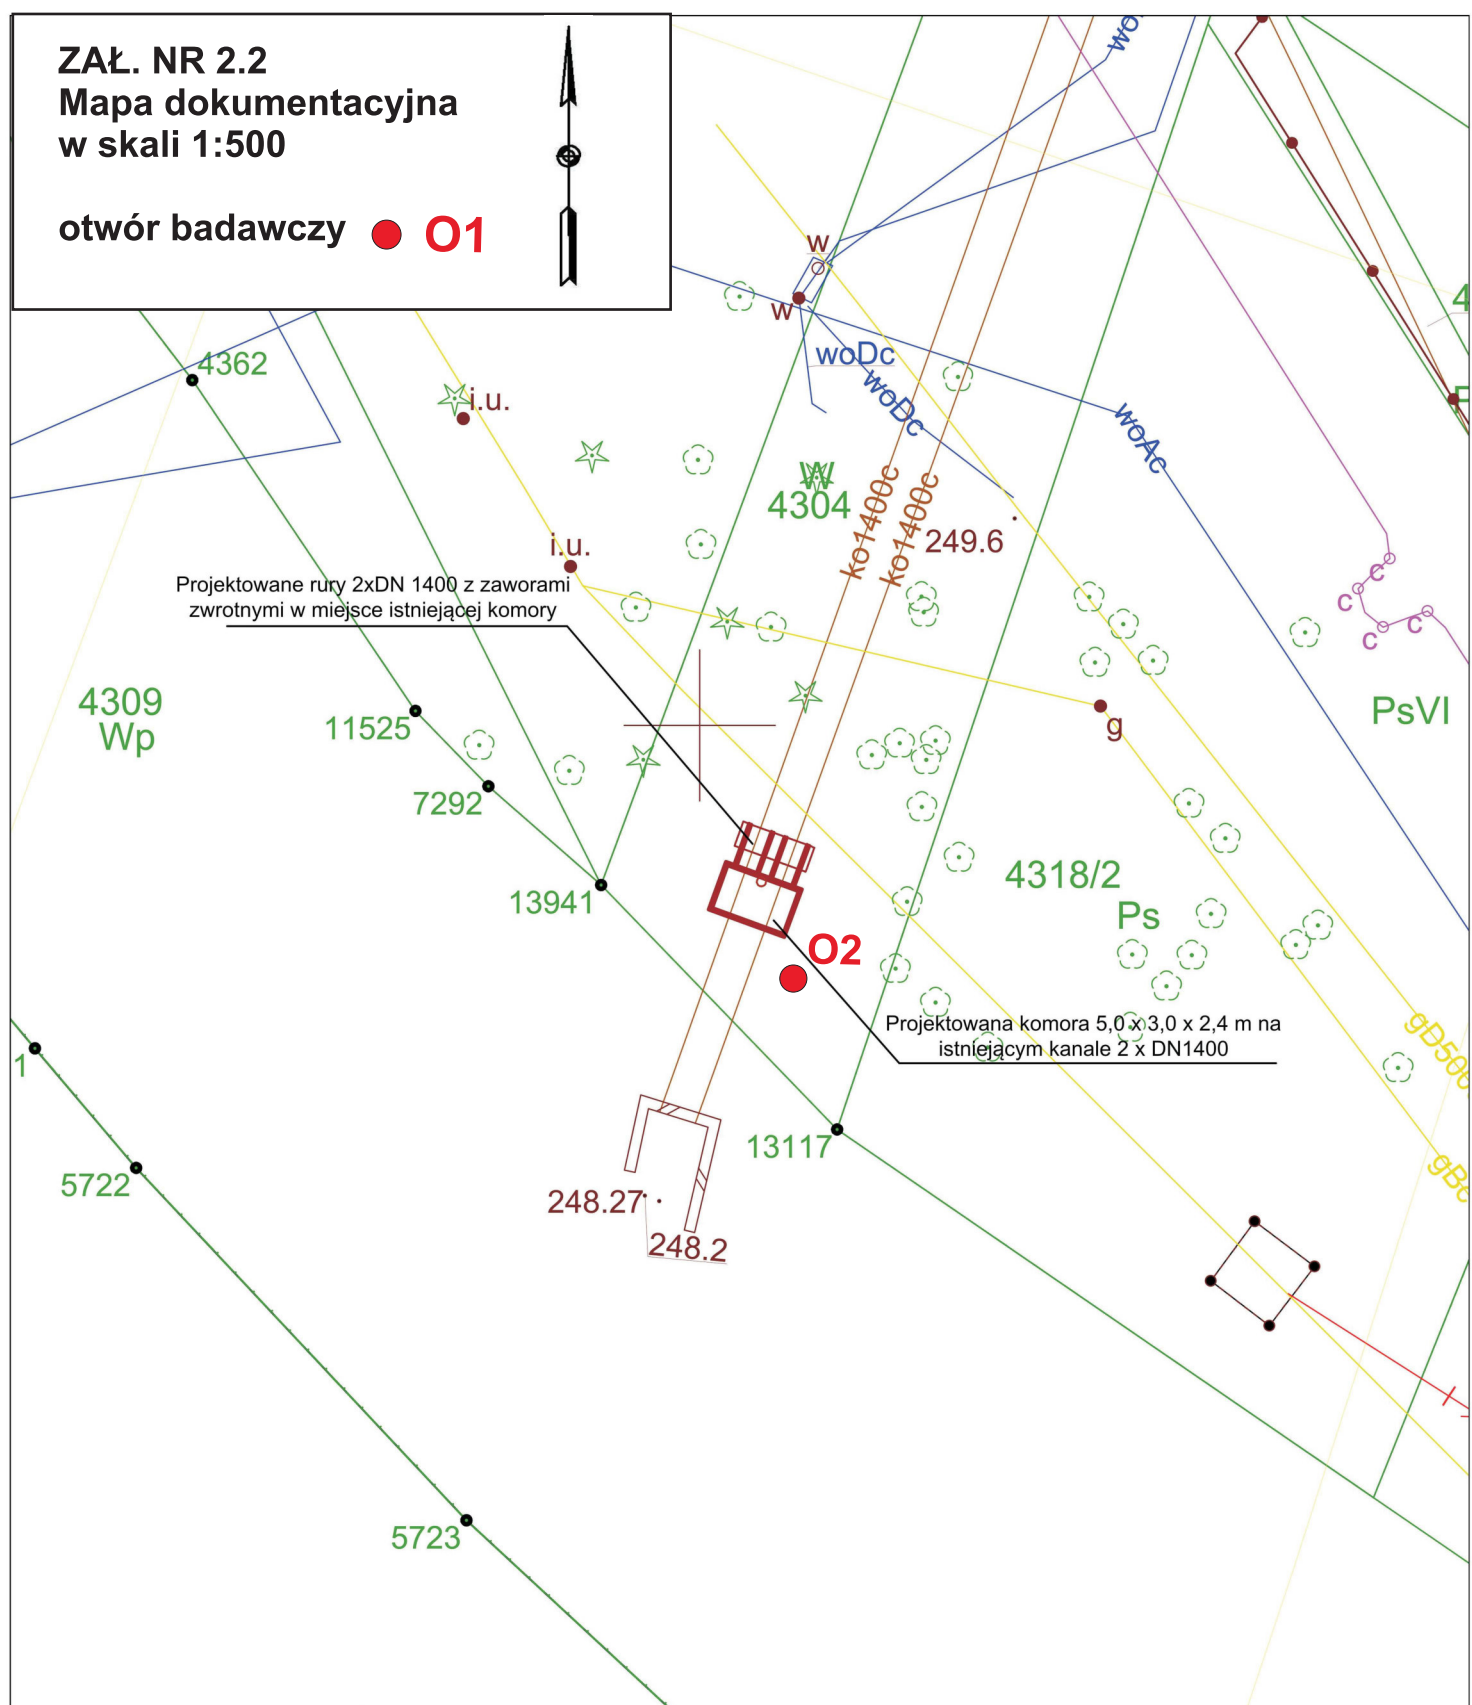 ZAŁ. NR 2.2
Mapa dokumentacyjna
w skali 1:500
otwór badawczy O1
w
w
woDc
woDc
woAc
4362
i.u.
i.u.
W
4304
ko1400c
ko1400c
249.6
c
c
c
c
Projektowane rury 2xDN 1400 z zaworami
zwrotnymi w miejsce istniejącej komory
4309
Wp
11525
7292
13941
g
PsVI
4318/2
Ps
O2
Projektowana komora 5,0 x 3,0 x 2,4 m na
istniejącym kanale 2 x DN1400
gD500
1
5722
13117
248.27
248.2
5723